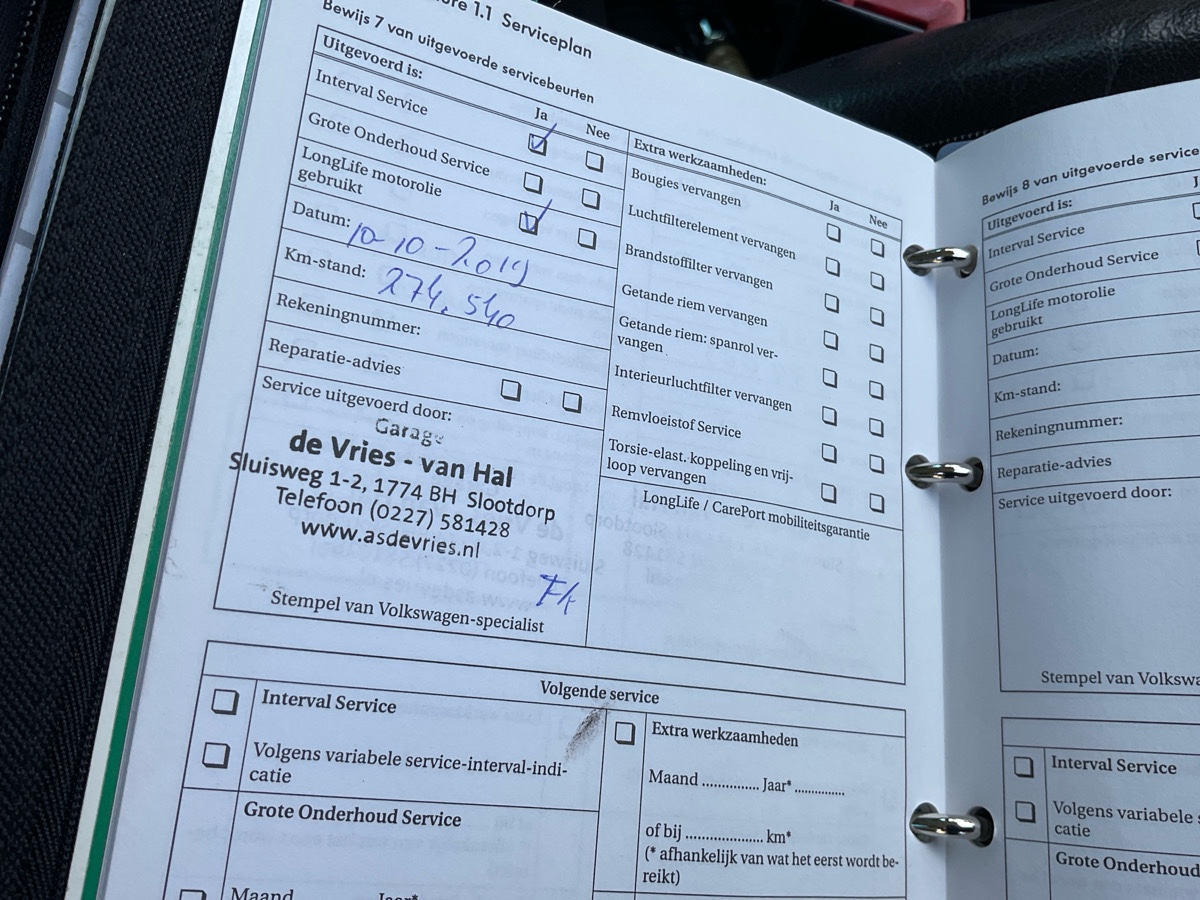 1.1 Serviceplan
Bewijs 7 van uitgevoerde servicebeurten
Uitgevoerd is:
Ja Nee
Interval Service
Grote Onderhoud Service
LongLife motorolie
gebruikt
Datum: 10-10-2019
Km-stand: 274.540
Rekeningnummer:
Reparatie-advies
Service uitgevoerd door:
Garage
de Vries - van Hal
Sluisweg 1-2, 1774 BH Slootdorp
Telefoon (0227) 581428
www.asdevries.nl
Stempel van Volkswagen-specialist
Extra werkzaamheden:
Ja Nee
Bougies vervangen
Luchtfilterelement vervangen
Brandstoffilter vervangen
Getande riem vervangen
Getande riem: spanrol ver-
vangen
Interieurluchtfilter vervangen
Remvloeistof Service
Torsie-elast. koppeling en vrij-
loop vervangen
LongLife / CarePort mobiliteitsgarantie
Volgende service
Interval Service
Volgens variabele service-interval-indi-
catie
Grote Onderhoud Service
Maand Jaar*
Extra werkzaamheden
Maand ............... Jaar* .............
of bij .................... km*
(* afhankelijk van wat het eerst wordt be-
reikt)
Bewijs 8 van uitgevoerde service
Uitgevoerd is:
Interval Service
Grote Onderhoud Service
LongLife motorolie
gebruikt
Datum:
Km-stand:
Rekeningnummer:
Reparatie-advies
Service uitgevoerd door:
Stempel van Volkswa
Interval Service
Volgens variabele
catie
Grote Onderhoud